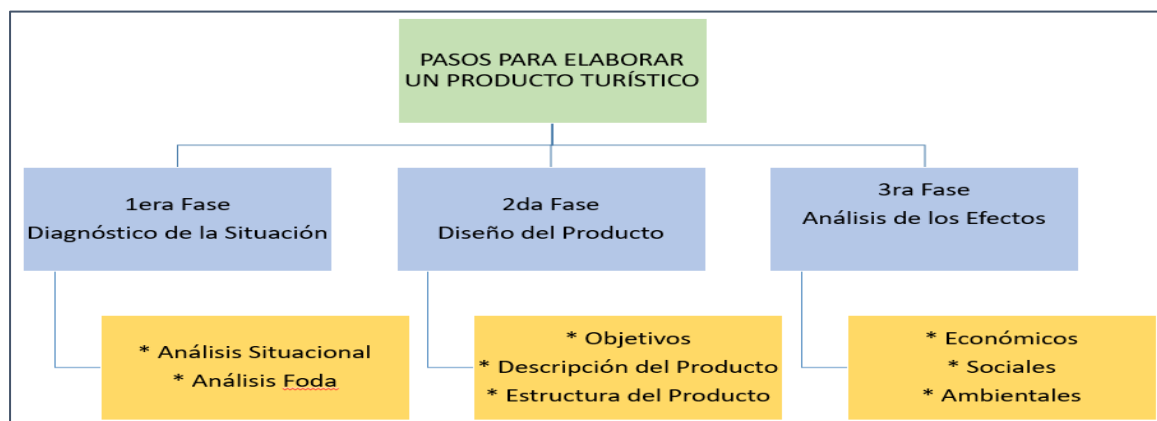 PASOS PARA ELABORAR
UN PRODUCTO TURÍSTICO
1era Fase
Diagnóstico de la Situación
2da Fase
Diseño del Producto
3ra Fase
Análisis de los Efectos
* Análisis Situacional
* Análisis Foda
* Objetivos
* Descripción del Producto
* Estructura del Producto
* Económicos
* Sociales
* Ambientales